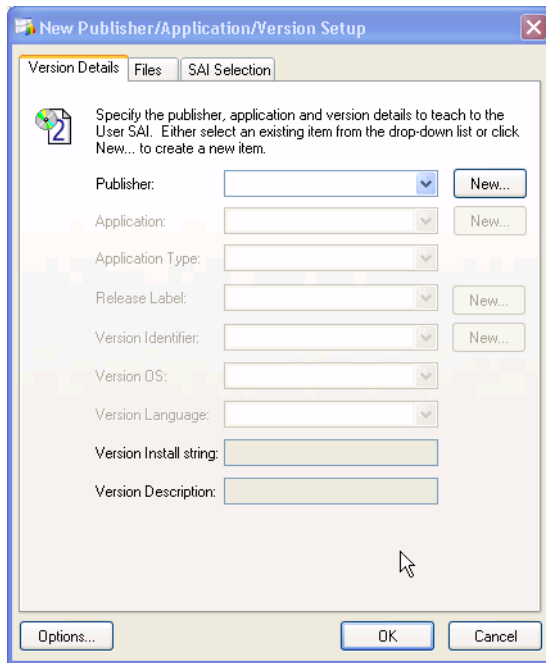 New Publisher/Application/Version Setup
Version Details Files SAI Selection
2
Specify the publisher, application and version details to teach to the
User SAI. Either select an existing item from the drop-down list or click
New... to create a new item.
Publisher: New...
Application: New...
Application Type:
Release Label: New...
Version Identifier: New...
Version OS:
Version Language:
Version Install string:
Version Description:
Options... OK Cancel